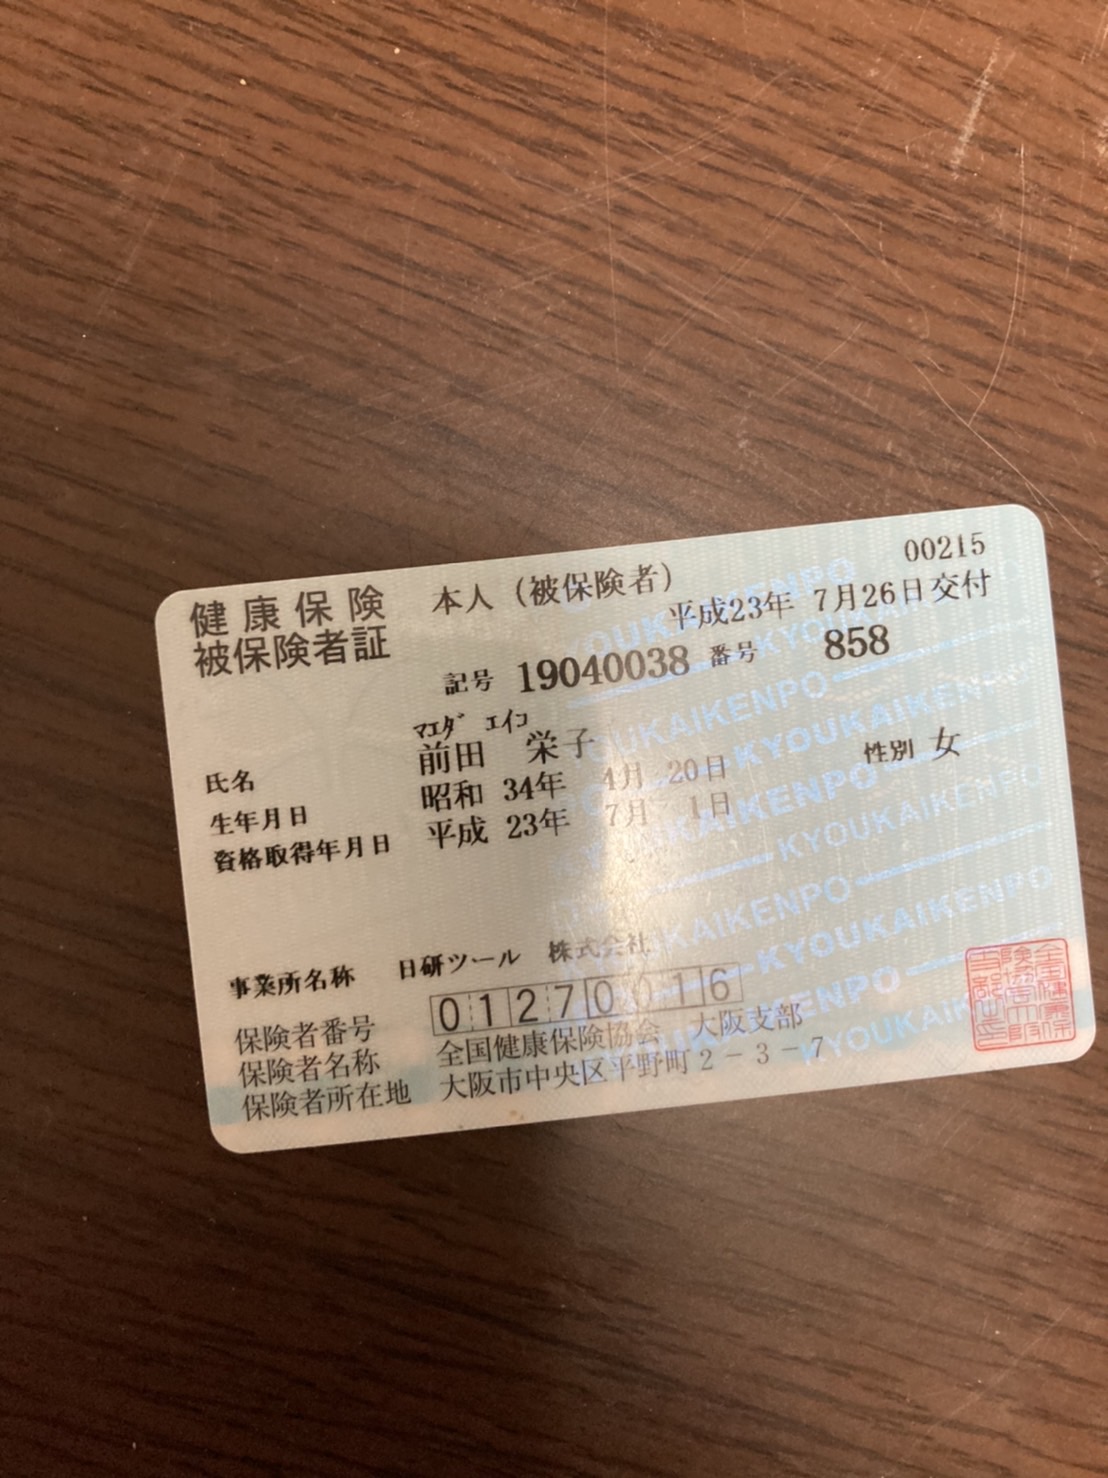 00215
健康保険 本人（被保険者）
被保険者証 平成23年 7月26日交付
記号 19040038 番号 858
ﾏｴﾀﾞ ｴｲｺ
氏名 前田 栄子 性別 女
生年月日 昭和 34年 4月 20日
資格取得年月日 平成 23年 7月 1日
事業所名称 日研ツール 株式会社
保険者番号 01270016
保険者名称 全国健康保険協会 大阪支部
保険者所在地 大阪市中央区平野町2－3－7
KYOUKAIKENPO